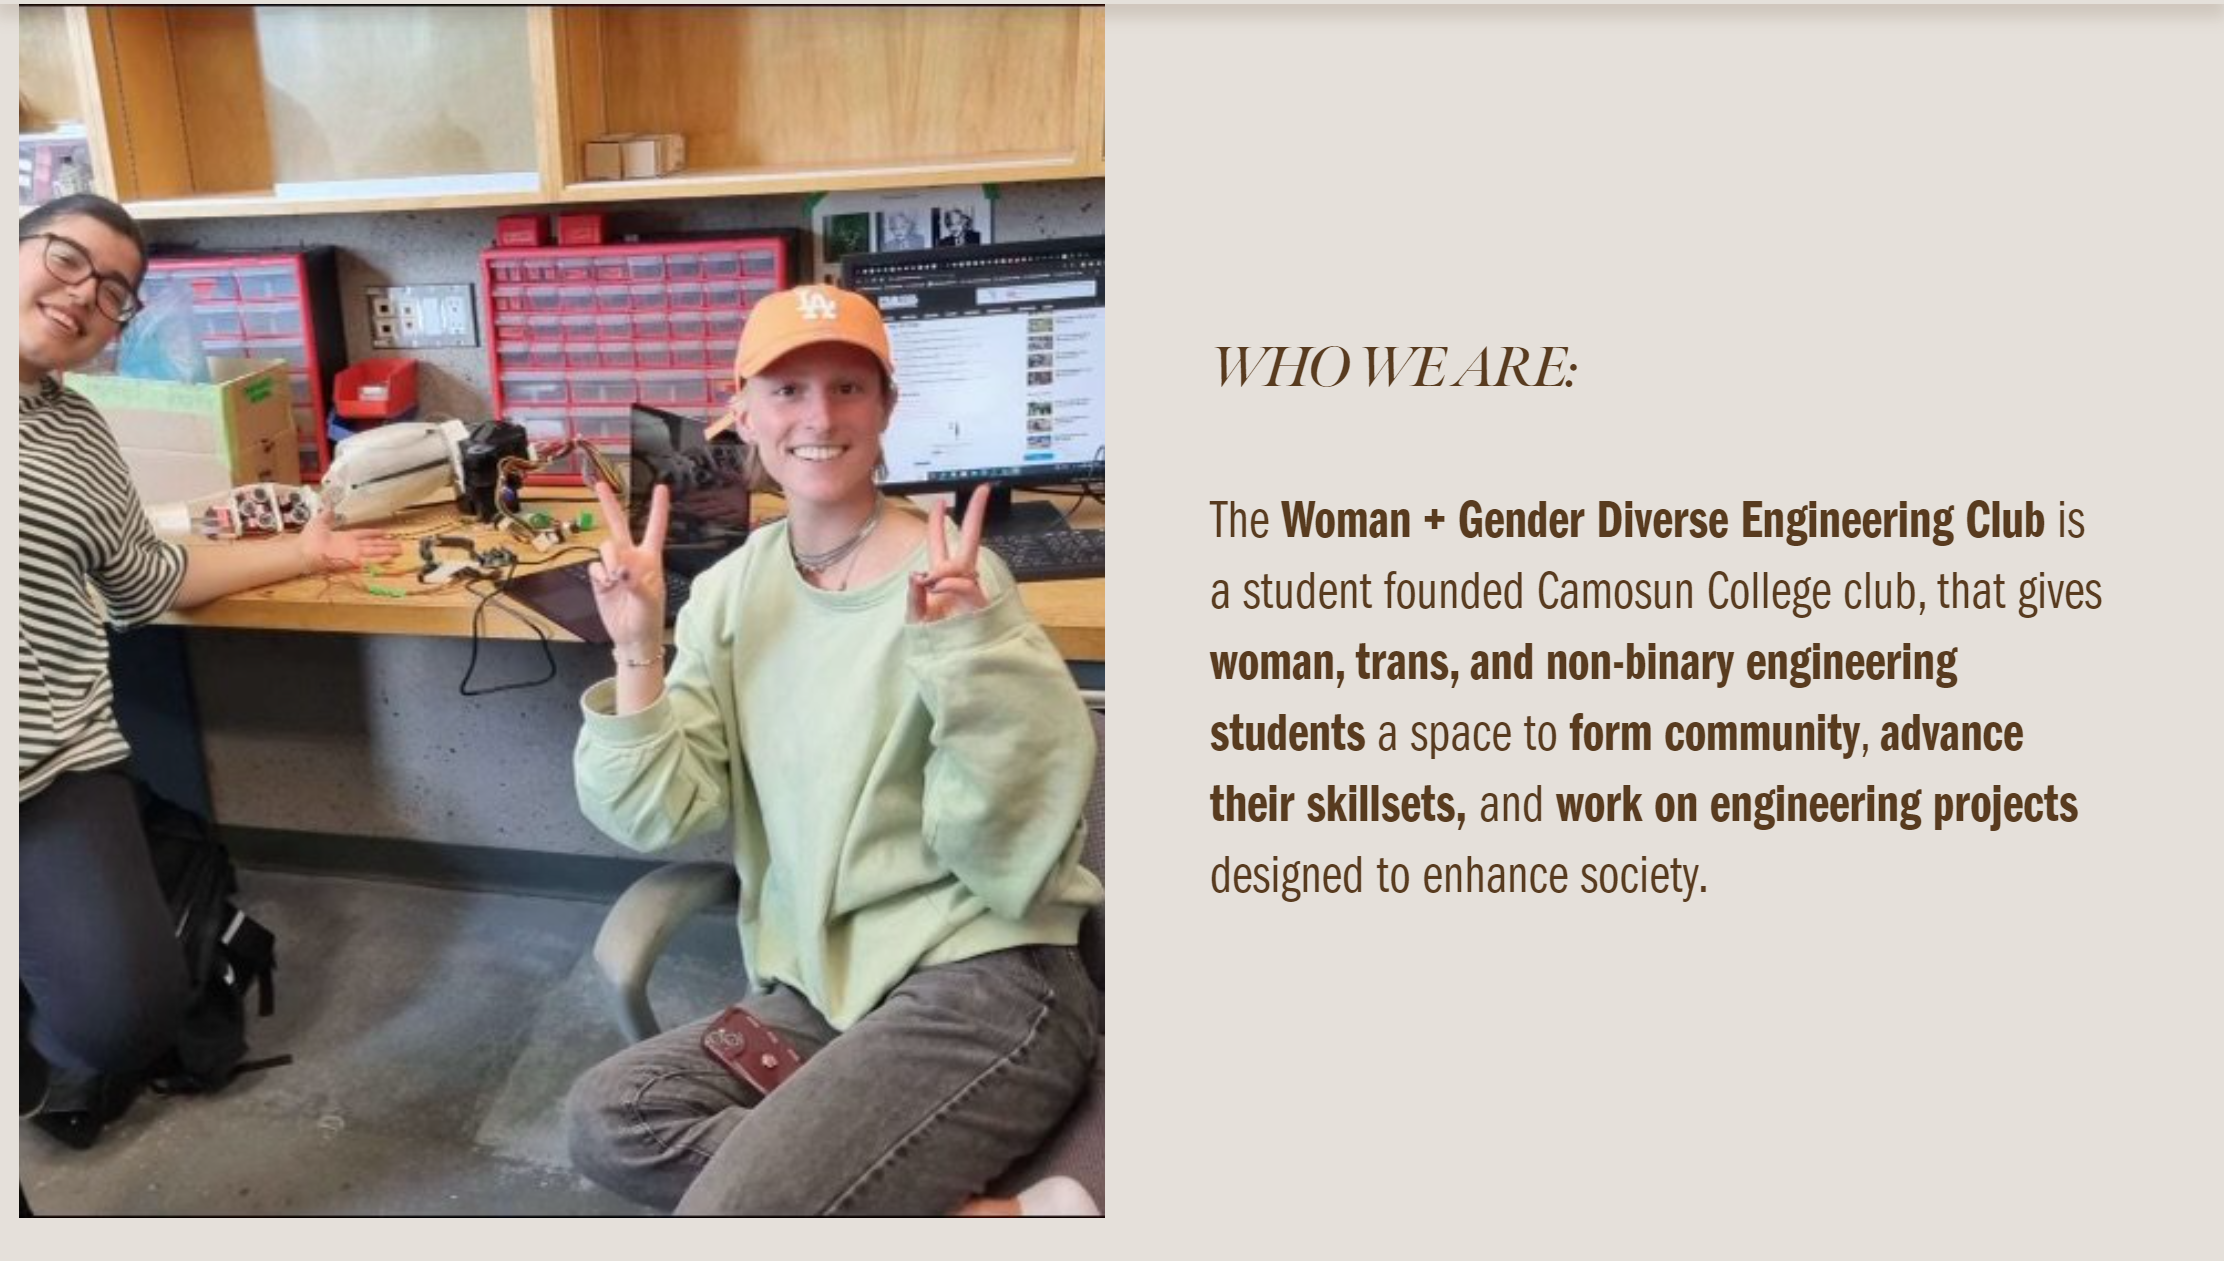 LA
WHO WE ARE:
The Woman + Gender Diverse Engineering Club is
a student founded Camosun College club, that gives
woman, trans, and non-binary engineering
students a space to form community, advance
their skillsets, and work on engineering projects
designed to enhance society.